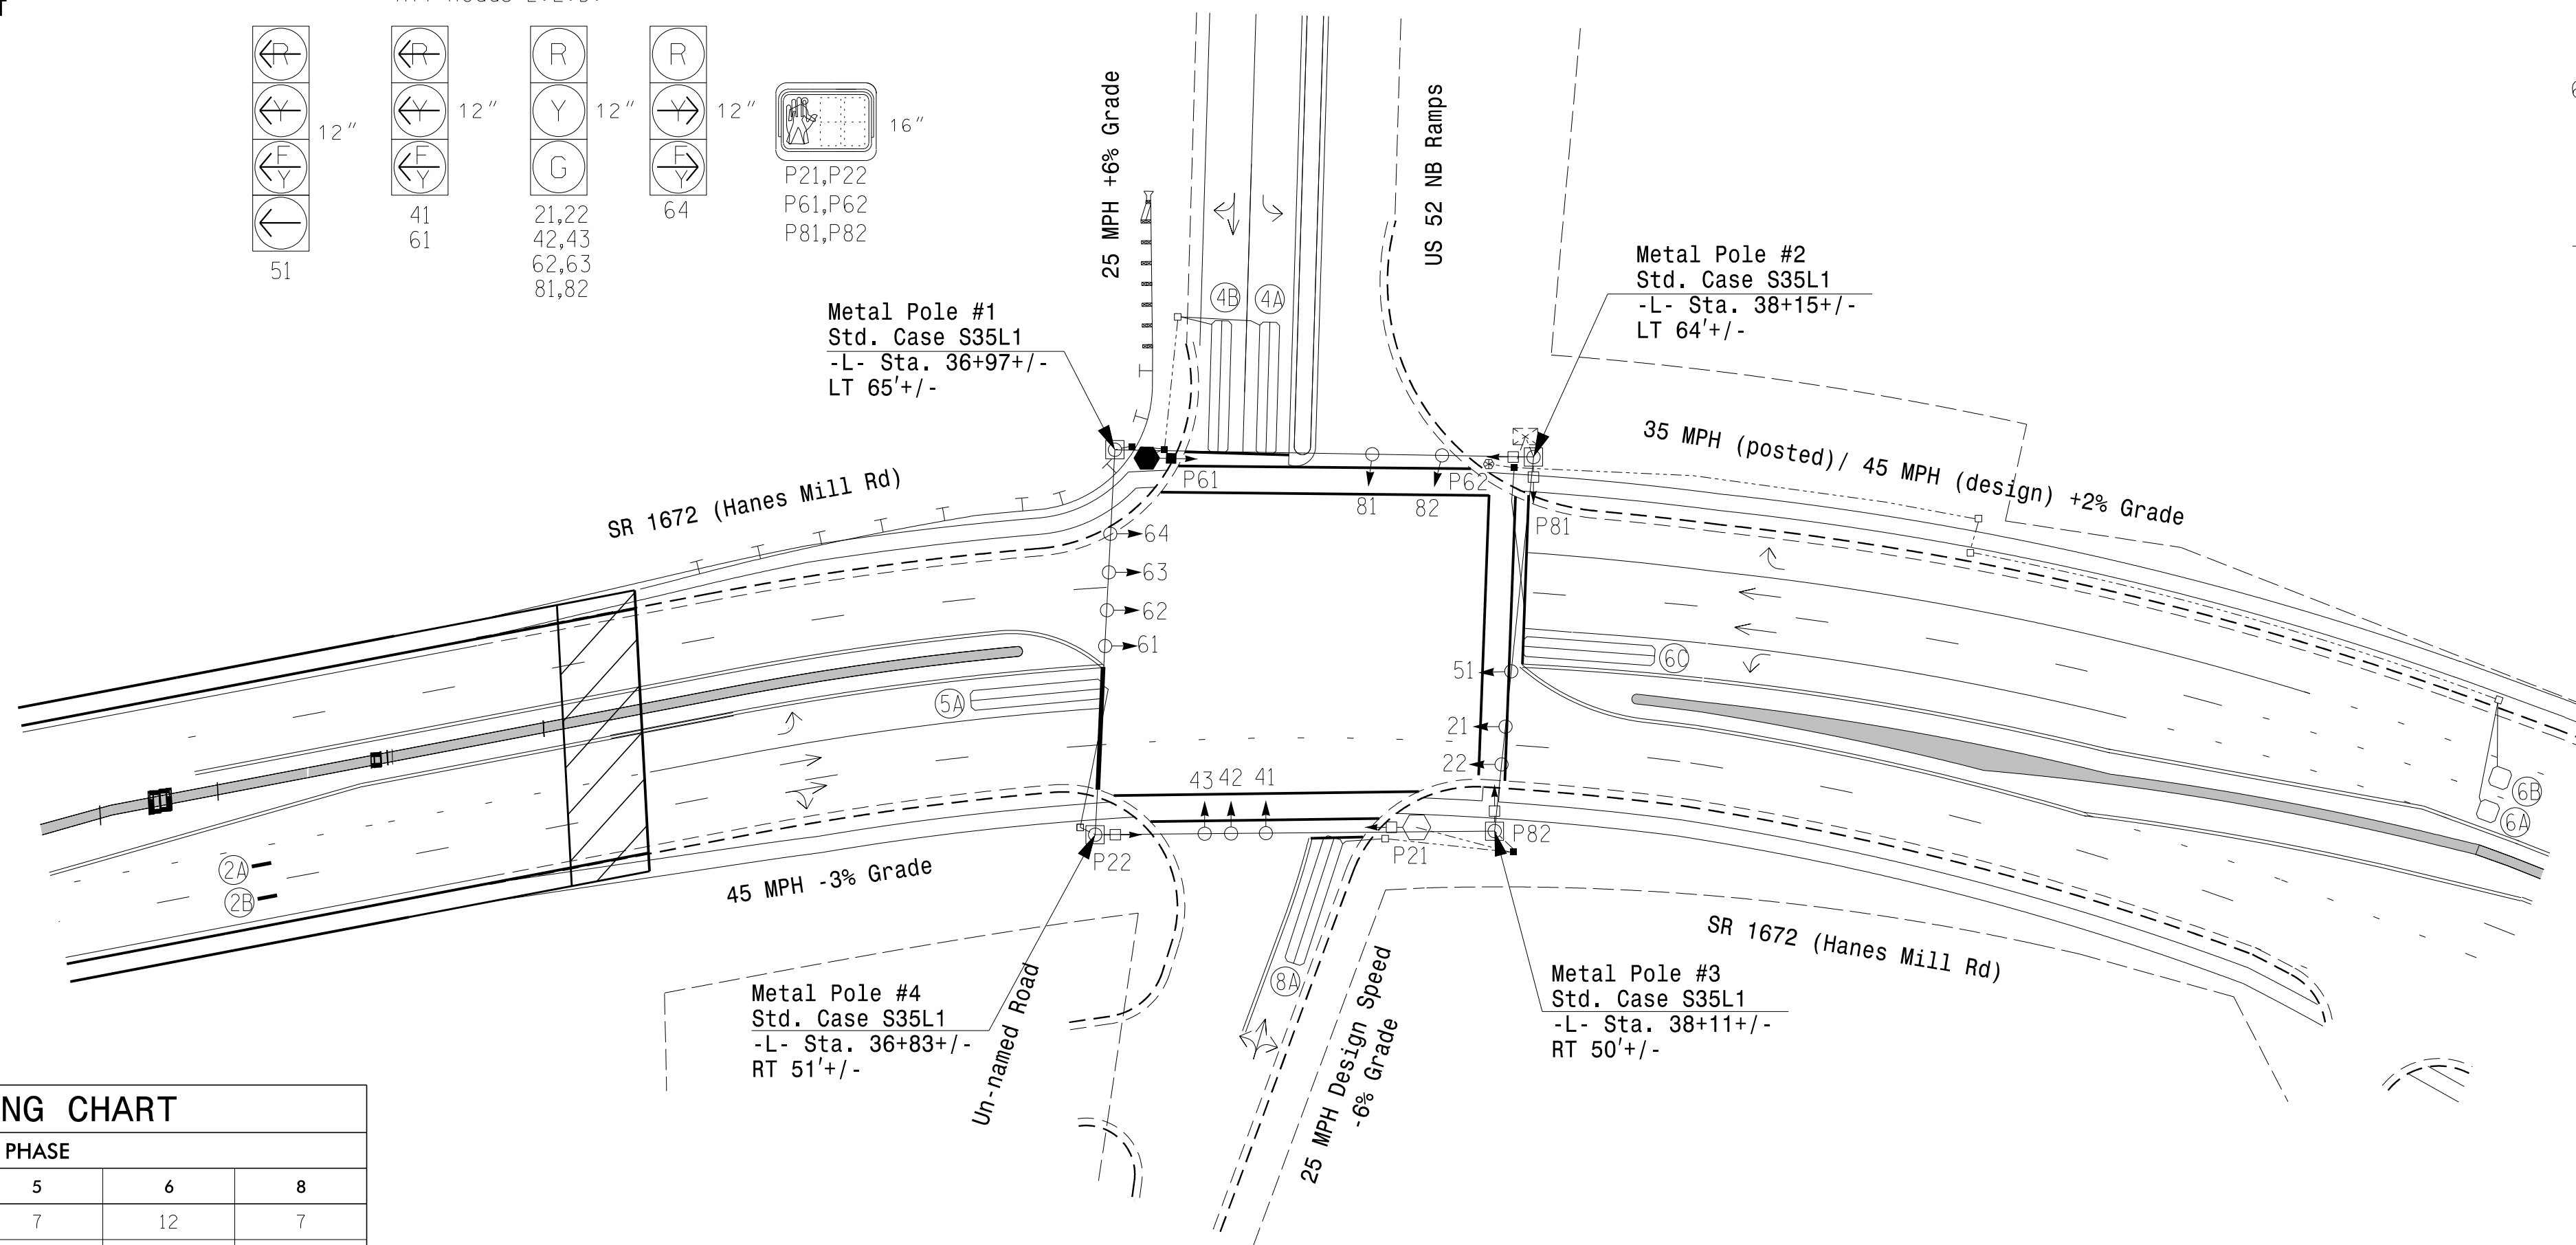 R
R
R
R
Y
Y
Y
Y
12"
12"
12"
12"
F
Y
F
Y
G
F
Y
16"
51
41
61
21,22
42,43
62,63
81,82
64
P21,P22
P61,P62
P81,P82
25 MPH +6% Grade
US 52 NB Ramps
Metal Pole #2
Std. Case S35L1
-L- Sta. 38+15+/-
LT 64'+/-
4B
4A
Metal Pole #1
Std. Case S35L1
-L- Sta. 36+97+/-
LT 65'+/-
35 MPH (posted)/ 45 MPH (design) +2% Grade
SR 1672 (Hanes Mill Rd)
P61
P62
81
82
P81
64
63
62
61
51
6C
5A
21
22
43
42
41
6B
6A
2A
2B
P22
P21
P82
45 MPH -3% Grade
SR 1672 (Hanes Mill Rd)
8A
Metal Pole #4
Std. Case S35L1
-L- Sta. 36+83+/-
RT 51'+/-
Un-named Road
25 MPH Design Speed
-6% Grade
Metal Pole #3
Std. Case S35L1
-L- Sta. 38+11+/-
RT 50'+/-
NG CHART
PHASE
5 6 8
7 12 7